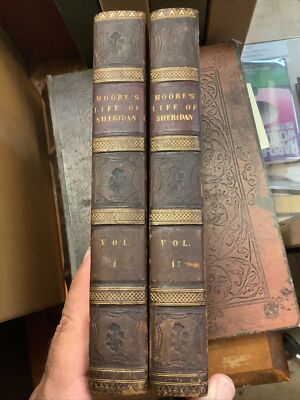 MOORE'S
LIFE OF
SHERIDAN
VOL.
I
MOORE'S
LIFE OF
SHERIDAN
VOL.
II